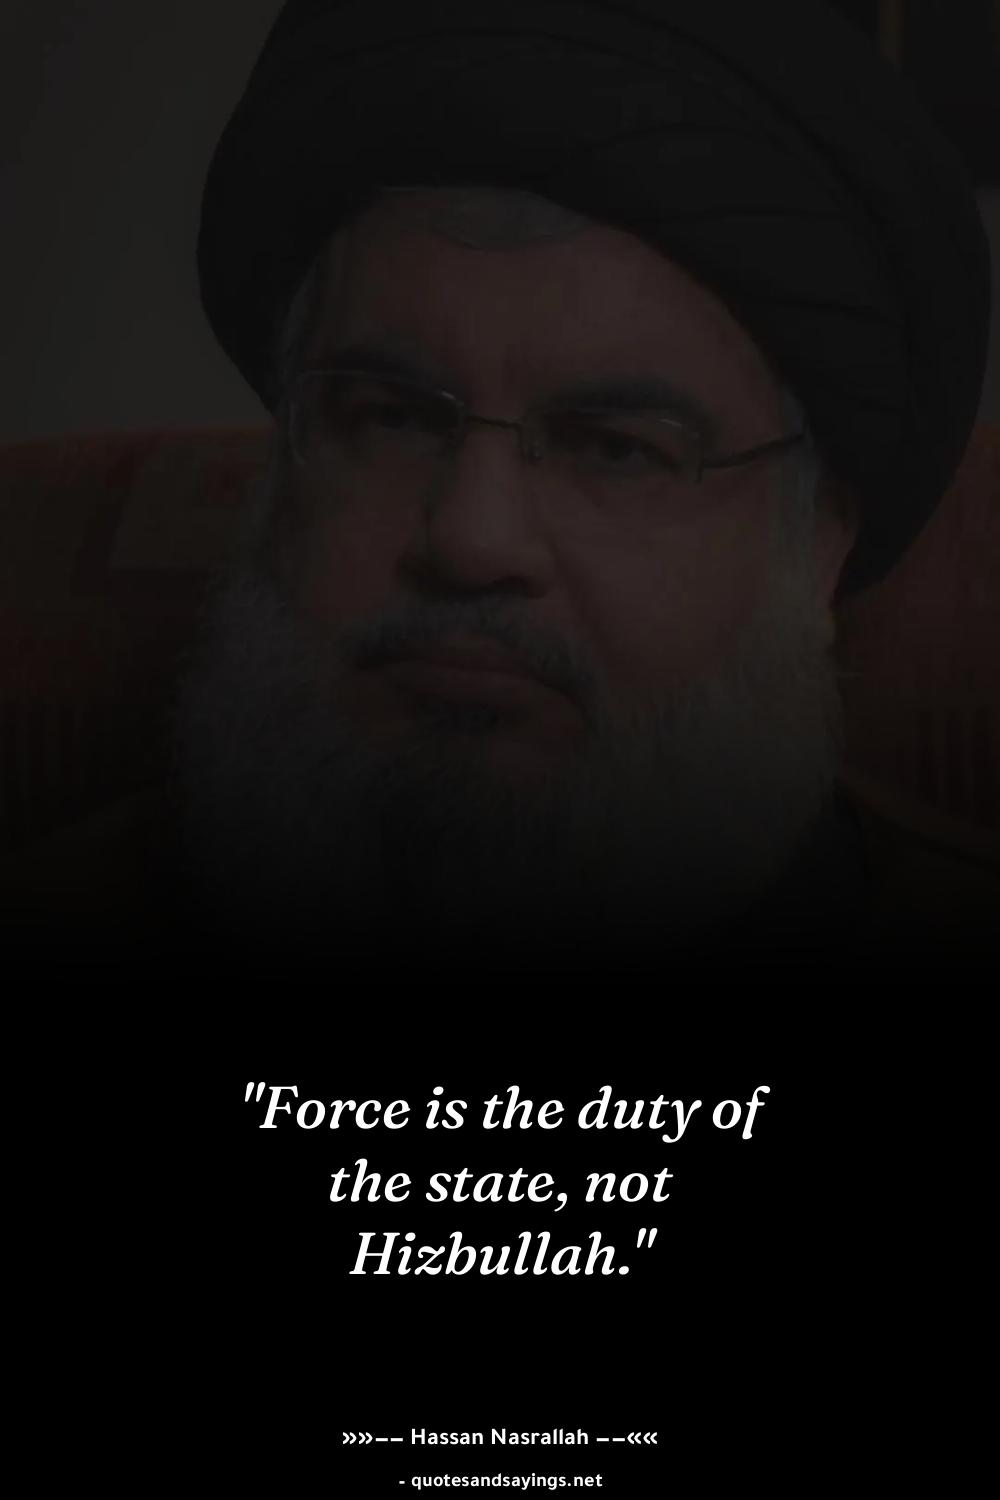 "Force is the duty of
the state, not
Hizbullah."
»»−− Hassan Nasrallah −−««
- quotesandsayings.net